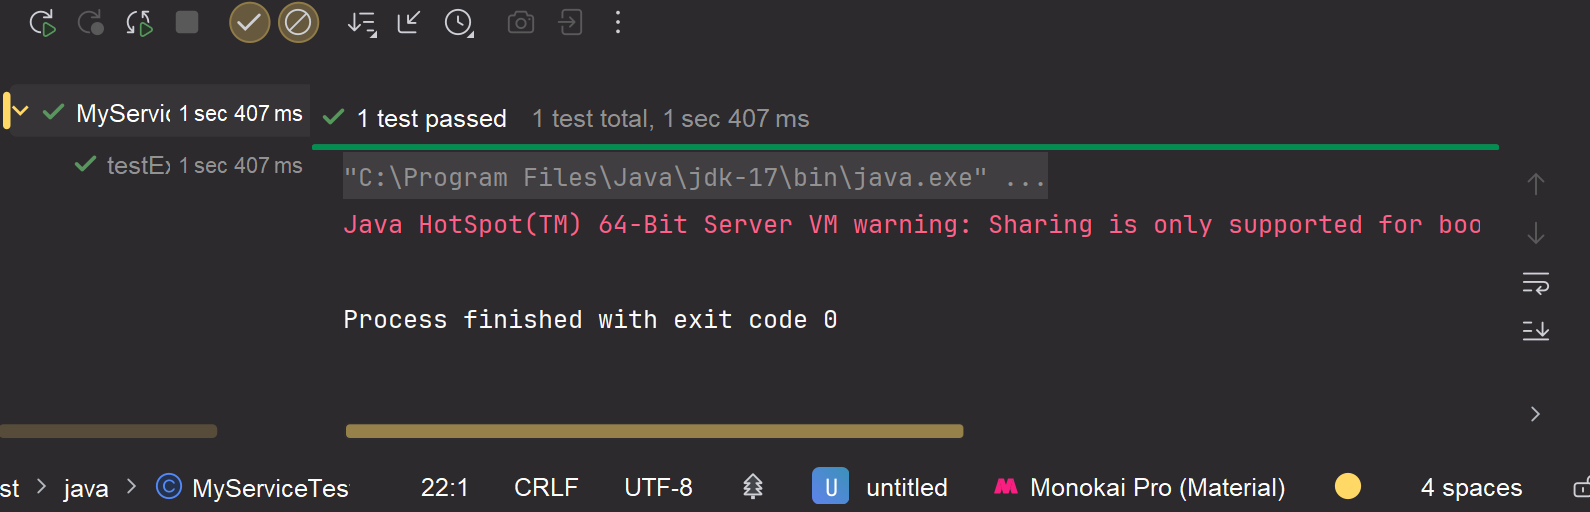 MyServic 1 sec 407 ms
testEx 1 sec 407 ms
1 test passed 1 test total, 1 sec 407 ms
"C:\Program Files\Java\jdk-17\bin\java.exe" ...
Java HotSpot(TM) 64-Bit Server VM warning: Sharing is only supported for boo
Process finished with exit code 0
st > java > © MyServiceTes 22:1 CRLF UTF-8 U untitled Monokai Pro (Material) 4 spaces